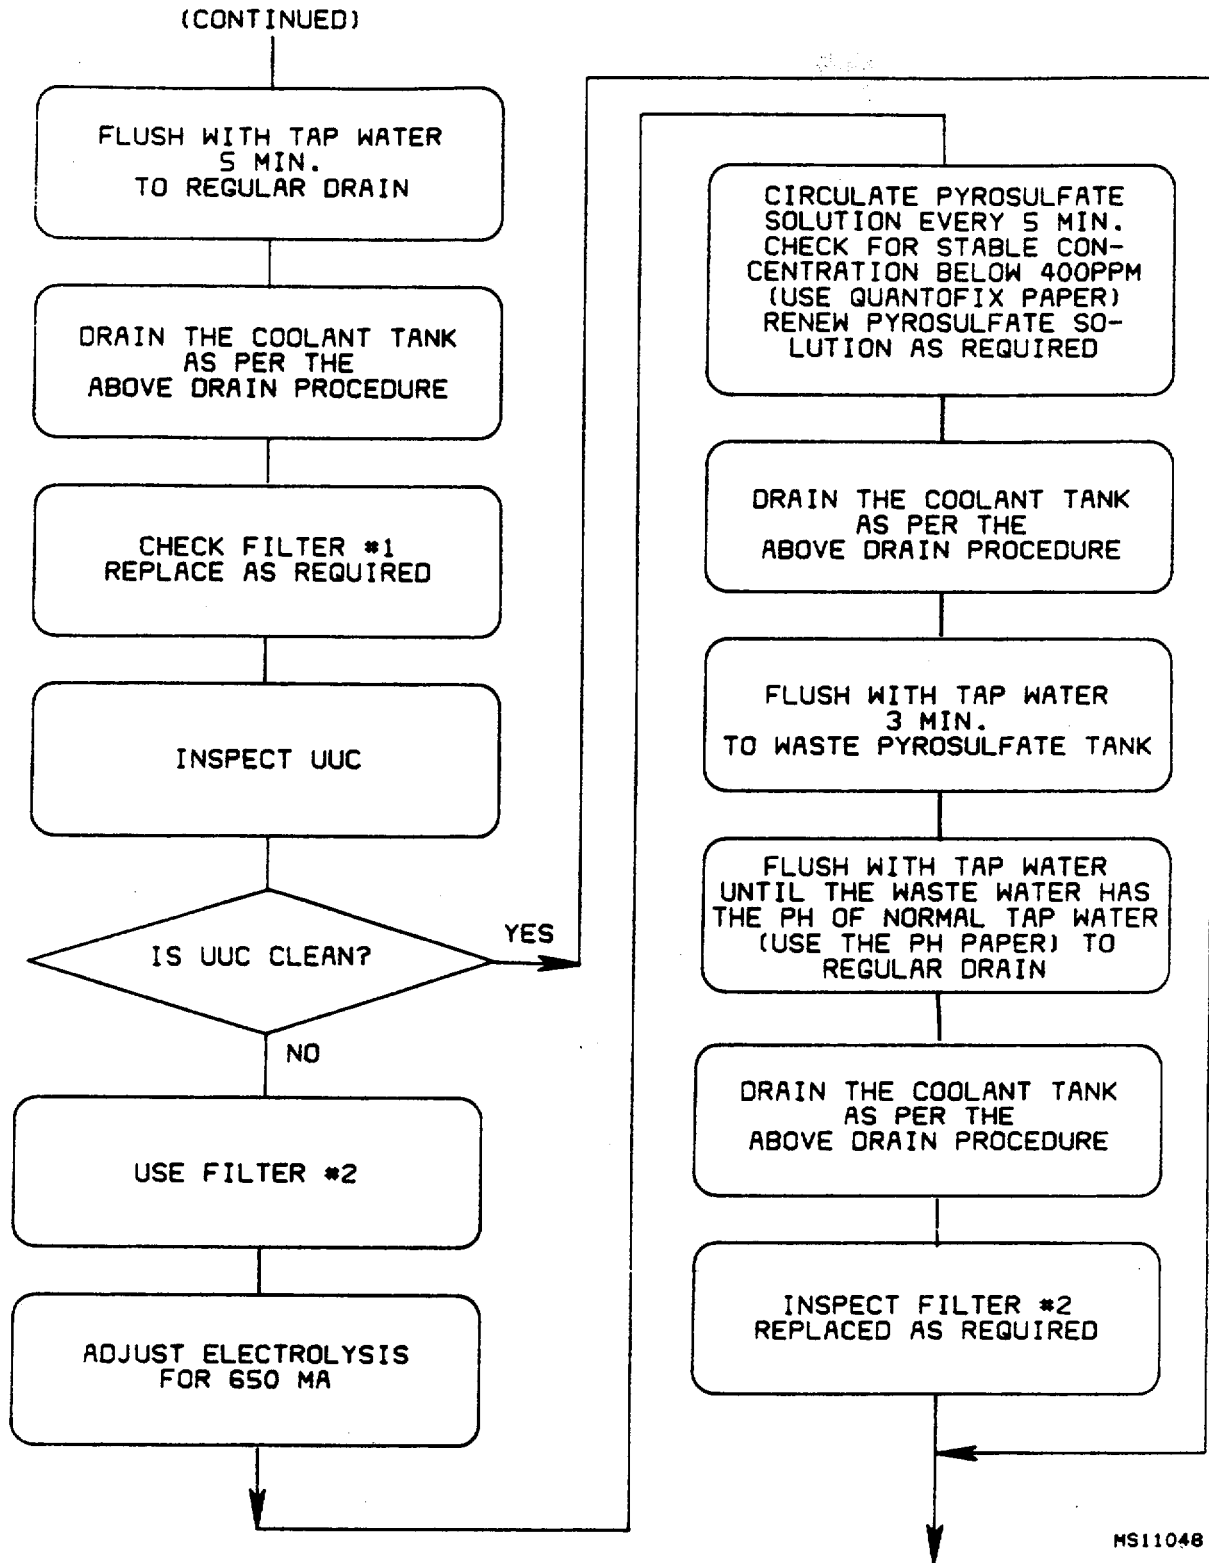 (CONTINUED)
FLUSH WITH TAP WATER
5 MIN.
TO REGULAR DRAIN
DRAIN THE COOLANT TANK
AS PER THE
ABOVE DRAIN PROCEDURE
CHECK FILTER #1
REPLACE AS REQUIRED
INSPECT UUC
IS UUC CLEAN?
YES
NO
USE FILTER #2
ADJUST ELECTROLYSIS
FOR 650 MA
CIRCULATE PYROSULFATE
SOLUTION EVERY 5 MIN.
CHECK FOR STABLE CON-
CENTRATION BELOW 400PPM
(USE QUANTOFIX PAPER)
RENEW PYROSULFATE SO-
LUTION AS REQUIRED
DRAIN THE COOLANT TANK
AS PER THE
ABOVE DRAIN PROCEDURE
FLUSH WITH TAP WATER
3 MIN.
TO WASTE PYROSULFATE TANK
FLUSH WITH TAP WATER
UNTIL THE WASTE WATER HAS
THE PH OF NORMAL TAP WATER
(USE THE PH PAPER) TO
REGULAR DRAIN
DRAIN THE COOLANT TANK
AS PER THE
ABOVE DRAIN PROCEDURE
INSPECT FILTER #2
REPLACED AS REQUIRED
MS11048